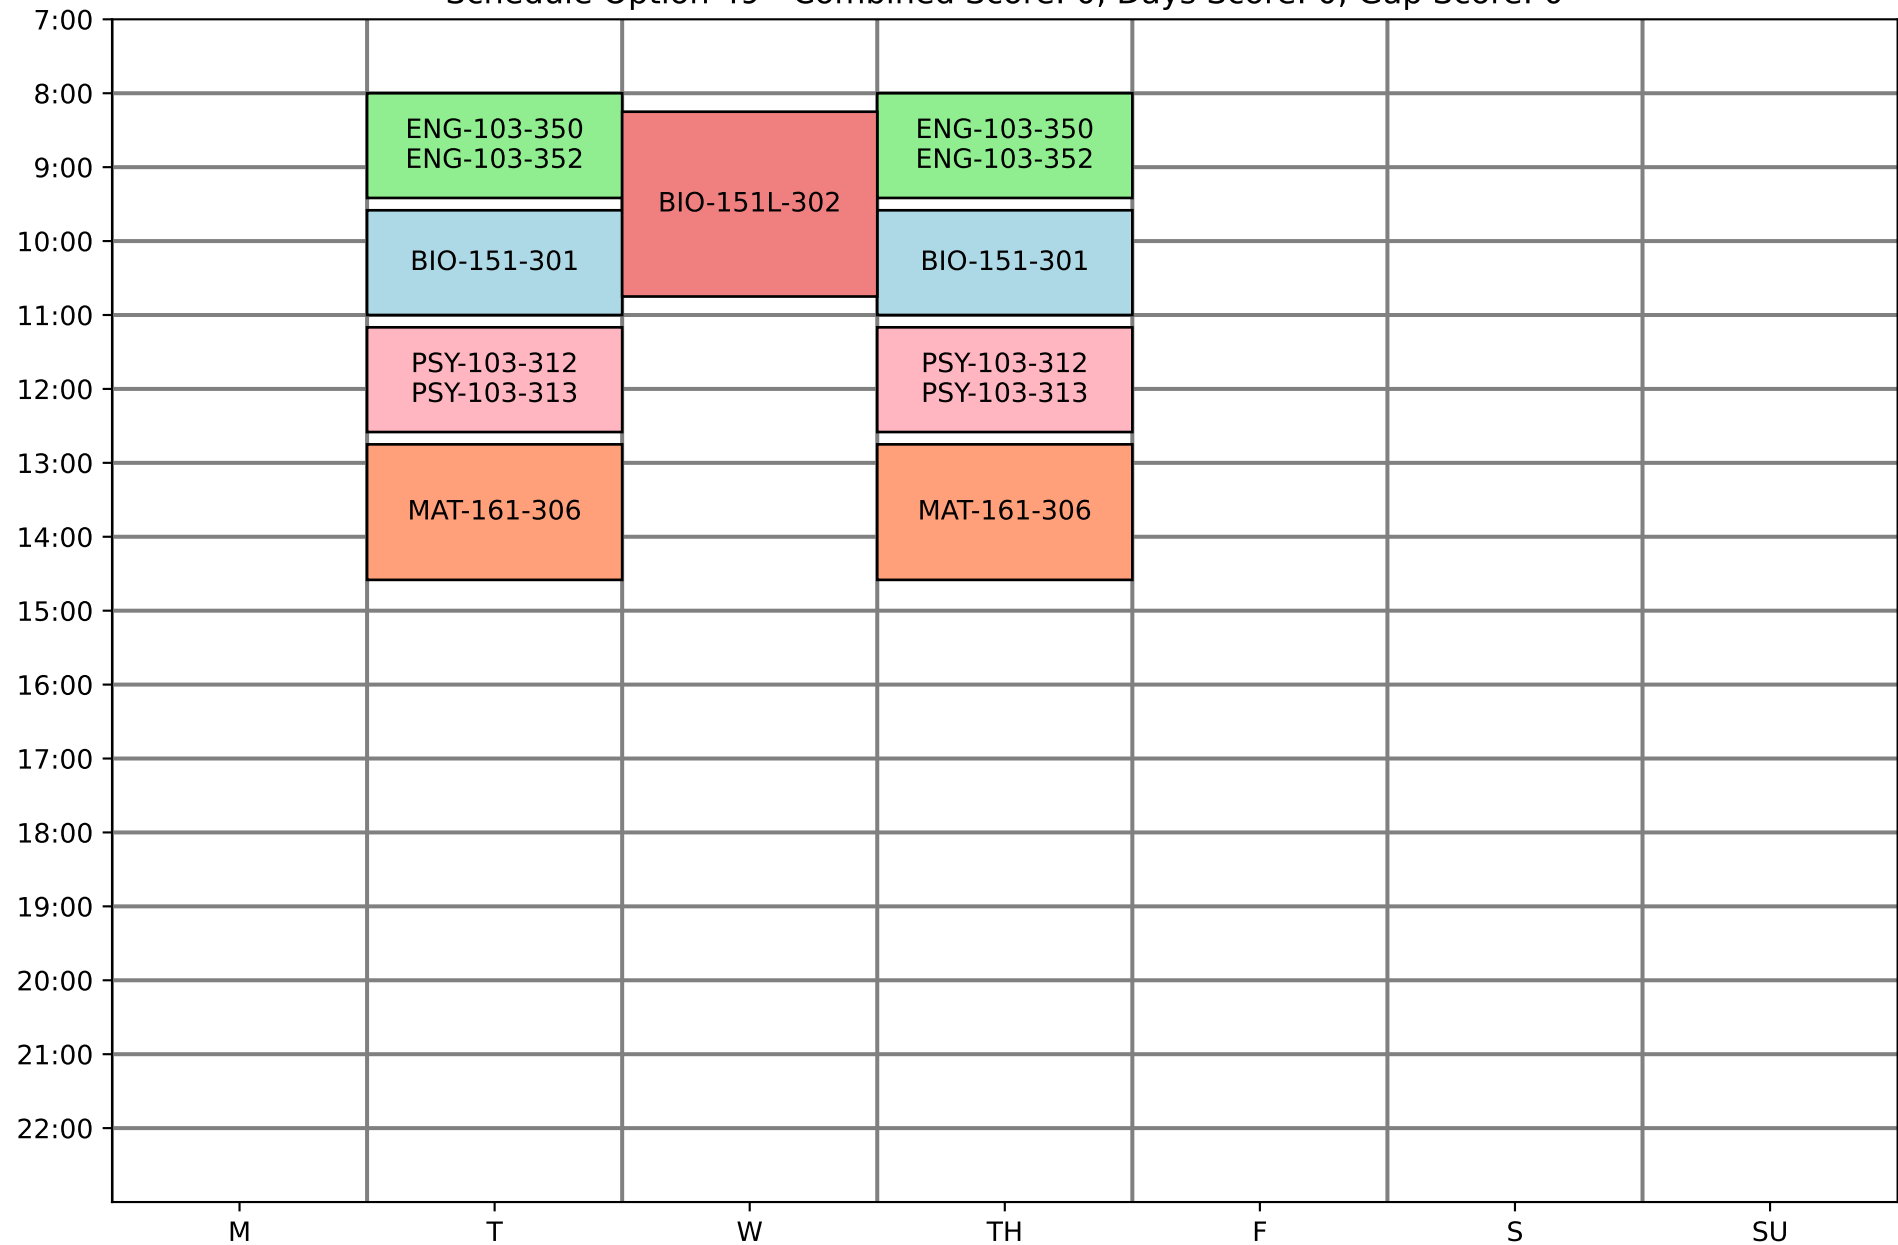 7:00
8:00
9:00
10:00
11:00
12:00
13:00
14:00
15:00
16:00
17:00
18:00
19:00
20:00
21:00
22:00
ENG-103-350
ENG-103-352
BIO-151-301
PSY-103-312
PSY-103-313
MAT-161-306
BIO-151L-302
ENG-103-350
ENG-103-352
BIO-151-301
PSY-103-312
PSY-103-313
MAT-161-306
M T W TH F S SU